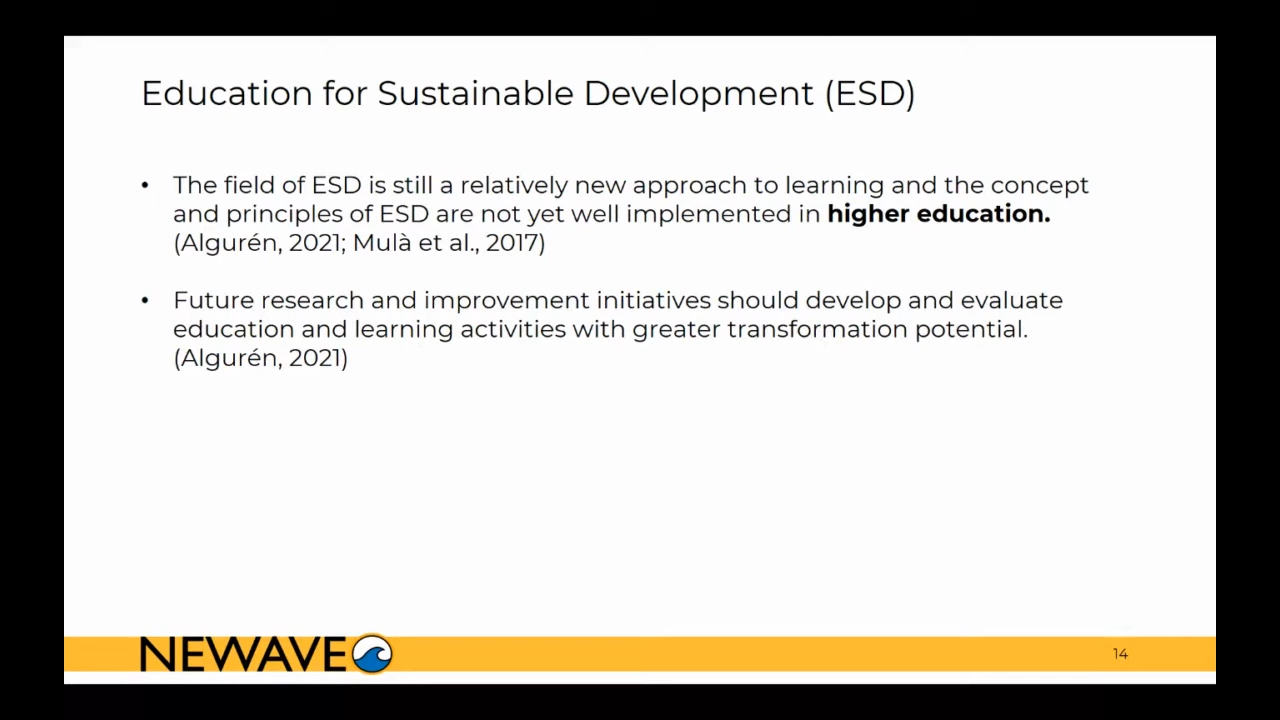 Education for Sustainable Development (ESD)
• The field of ESD is still a relatively new approach to learning and the concept
and principles of ESD are not yet well implemented in higher education.
(Algurén, 2021; Mulà et al., 2017)
• Future research and improvement initiatives should develop and evaluate
education and learning activities with greater transformation potential.
(Algurén, 2021)
NEWAVE
14